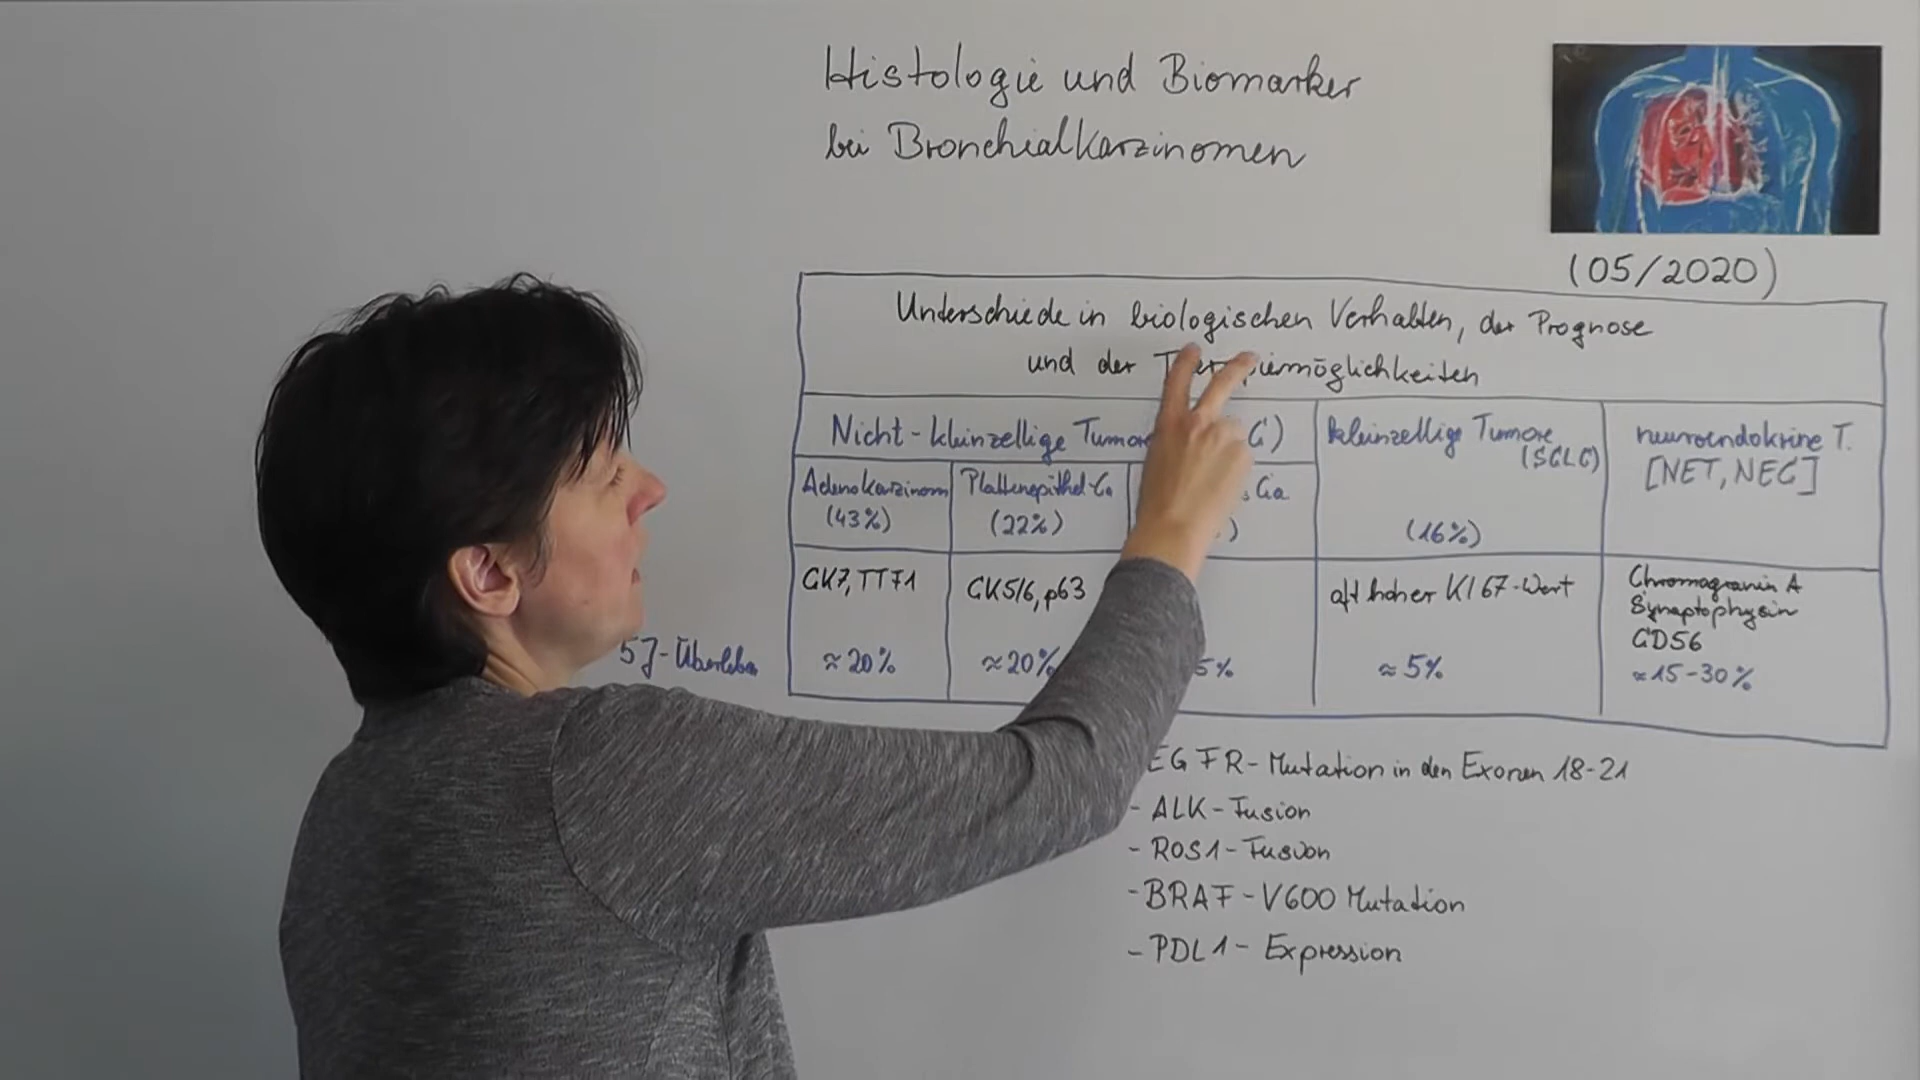 Histologie und Biomarker
bei Bronchialkarzinomen
(05/2020)
Unterschiede in biologischen Verhalten, der Prognose
und der
Nicht-kleinzellige
kleinzellige Tumore
(SCLC)
neuroendokrine T.
[NET, NEC]
Adenokarzinom
(43%)
Plattenepithel-Ca
(22%)
Ca
(16%)
CK7, TTF1
CK5/6, p63
oft hoher KI67-Wert
Chromogranin A
Synaptophysin
CD56
5J-Überleben
≈20%
≈20%
5%
≈5%
≈15-30%
EGFR-Mutation in den Exonen 18-21
- ALK-Fusion
- ROS1-Fusion
- BRAF-V600 Mutation
- PDL1- Expression